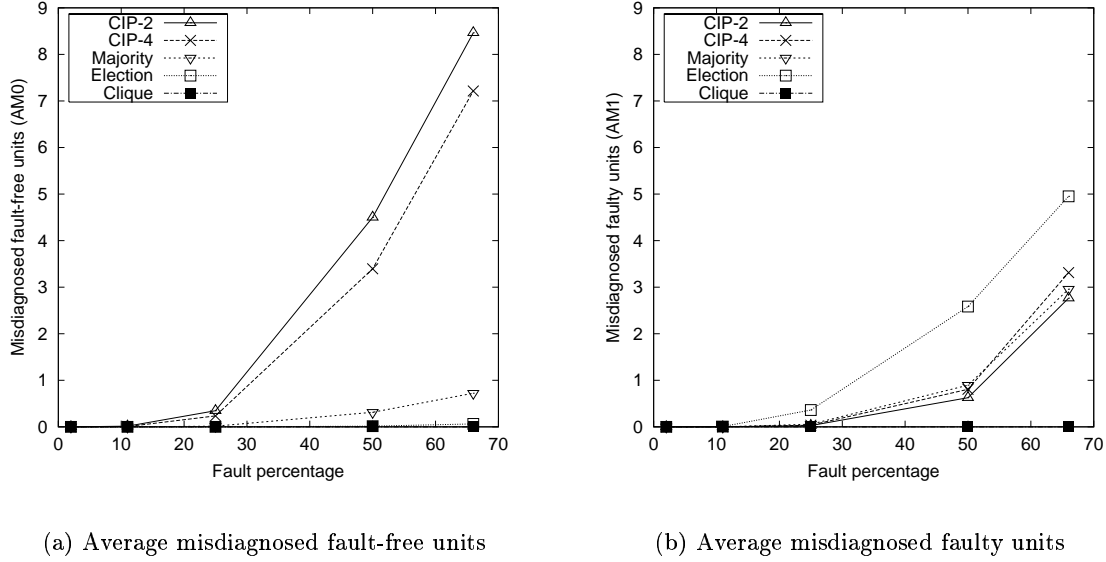 Misdiagnosed fault-free units (AM0)
9
8
7
6
5
4
3
2
1
0
CIP-2
CIP-4
Majority
Election
Clique
0 10 20 30 40 50 60 70
Fault percentage
(a) Average misdiagnosed fault-free units
Misdiagnosed faulty units (AM1)
9
8
7
6
5
4
3
2
1
0
CIP-2
CIP-4
Majority
Election
Clique
0 10 20 30 40 50 60 70
Fault percentage
(b) Average misdiagnosed faulty units